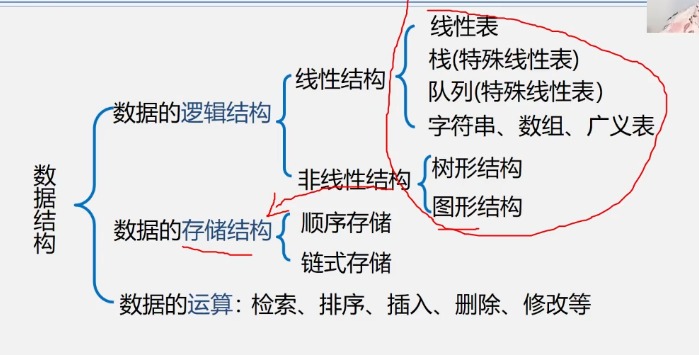 线性表
栈(特殊线性表)
线性结构
队列(特殊线性表)
数据的逻辑结构
字符串、数组、广义表
树形结构
非线性结构
数据结构
图形结构
顺序存储
数据的存储结构
链式存储
数据的运算：检索、排序、插入、删除、修改等